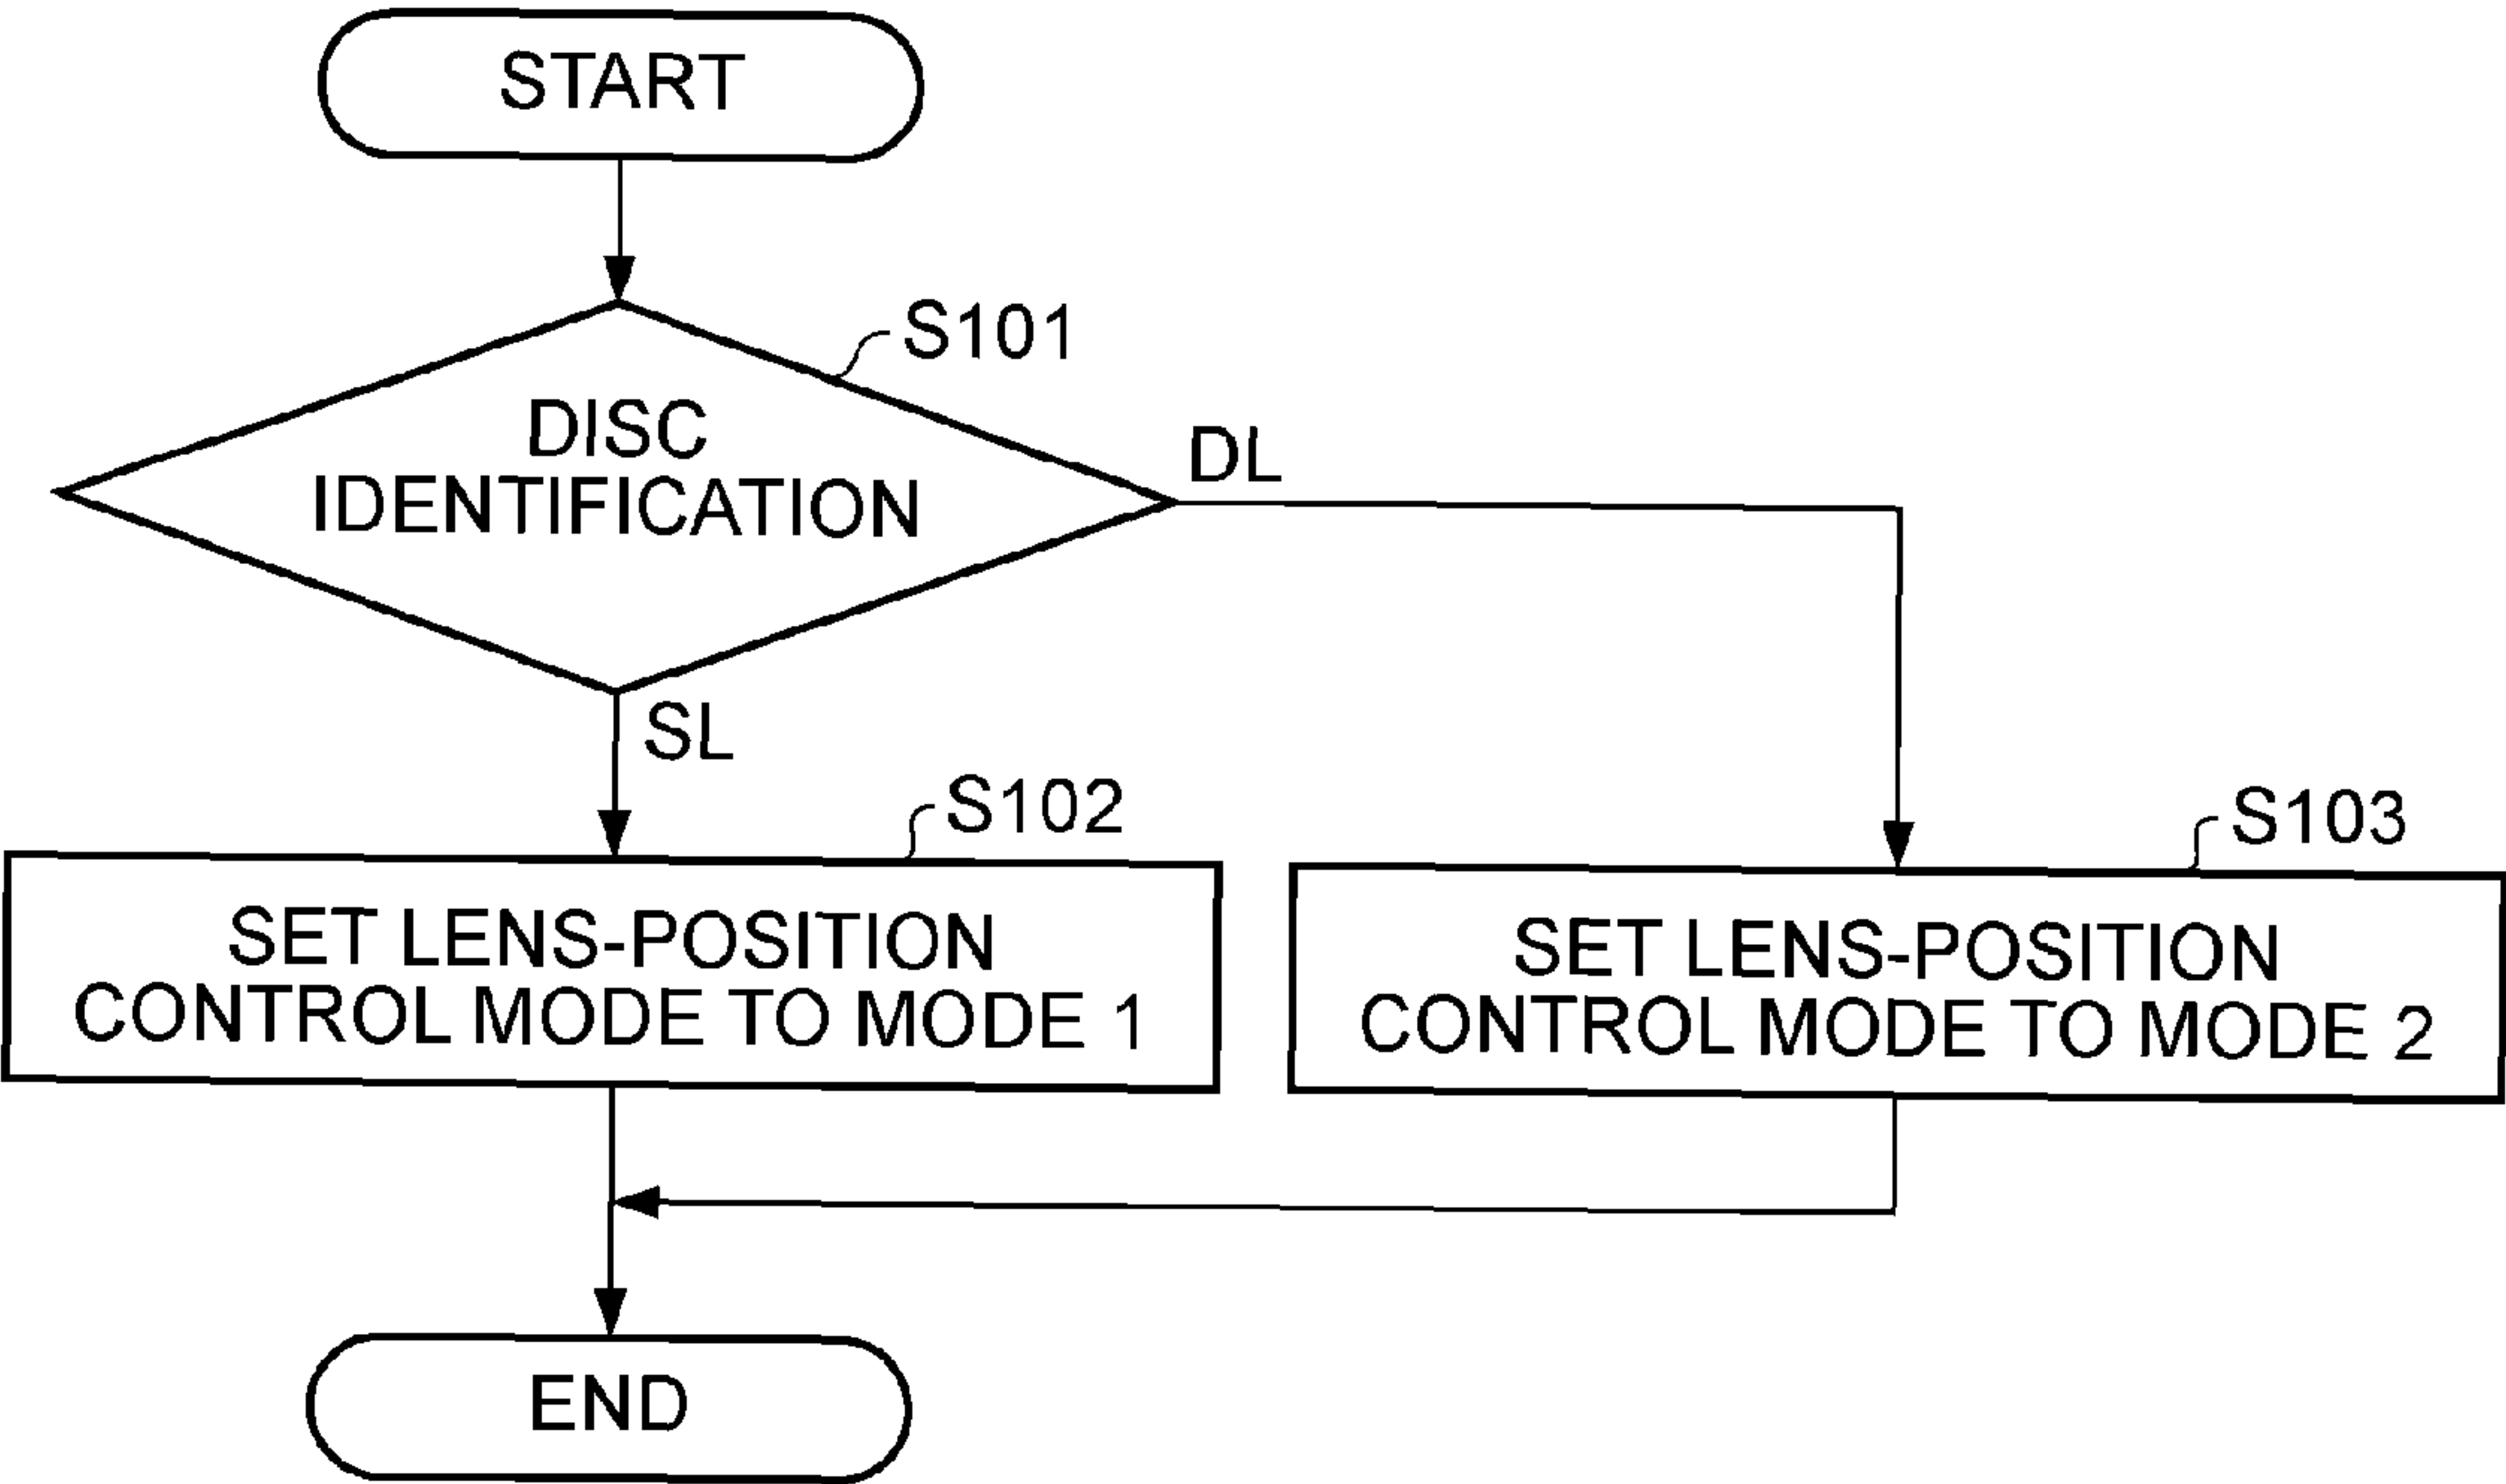 START
S101
DISC
IDENTIFICATION
DL
SL
S102
SET LENS-POSITION
CONTROL MODE TO MODE 1
S103
SET LENS-POSITION
CONTROL MODE TO MODE 2
END